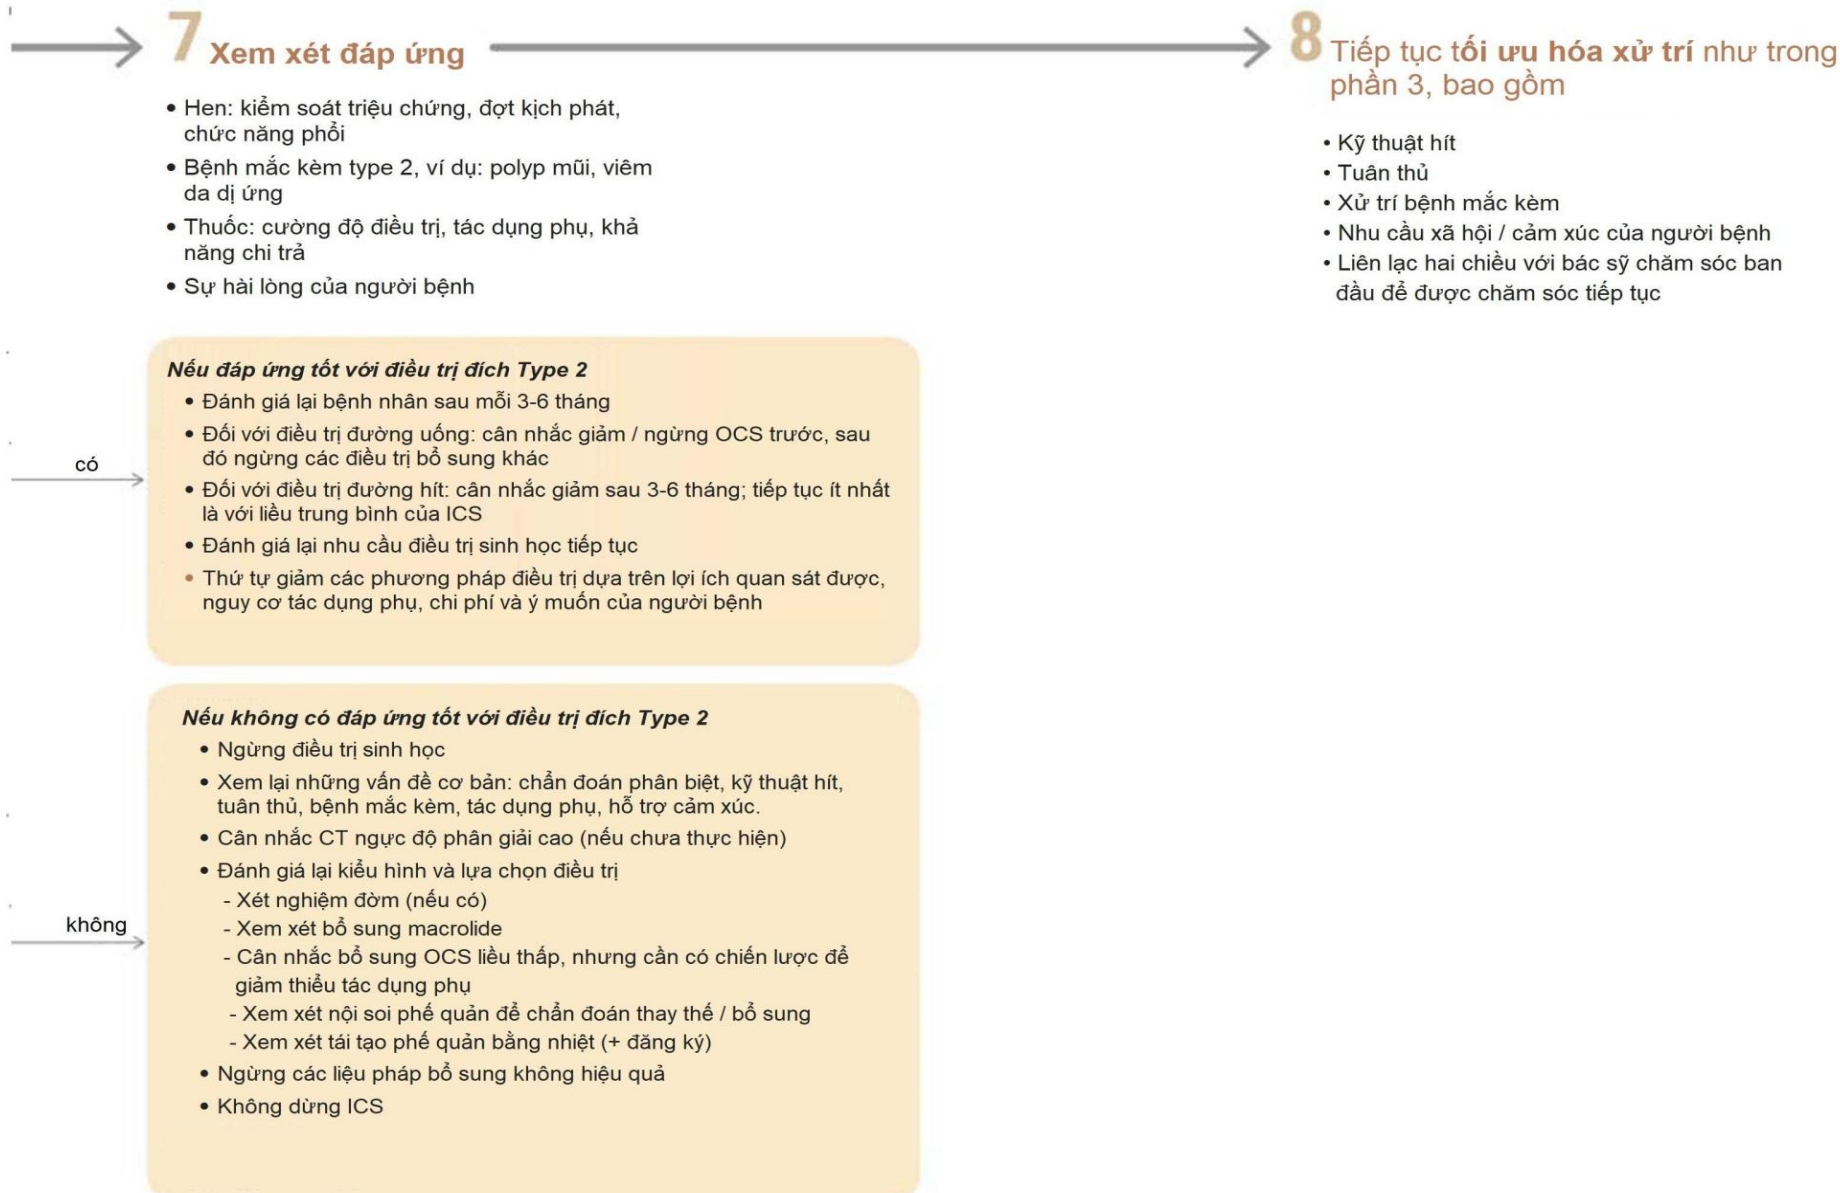 7 Xem xét đáp ứng
• Hen: kiểm soát triệu chứng, đợt kịch phát,
chức năng phổi
• Bệnh mắc kèm type 2, ví dụ: polyp mũi, viêm
da dị ứng
• Thuốc: cường độ điều trị, tác dụng phụ, khả
năng chi trả
• Sự hài lòng của người bệnh
8 Tiếp tục tối ưu hóa xử trí như trong
phần 3, bao gồm
• Kỹ thuật hít
• Tuân thủ
• Xử trí bệnh mắc kèm
• Nhu cầu xã hội / cảm xúc của người bệnh
• Liên lạc hai chiều với bác sỹ chăm sóc ban
đầu để được chăm sóc tiếp tục
có
Nếu đáp ứng tốt với điều trị đích Type 2
• Đánh giá lại bệnh nhân sau mỗi 3-6 tháng
• Đối với điều trị đường uống: cân nhắc giảm / ngừng OCS trước, sau
đó ngừng các điều trị bổ sung khác
• Đối với điều trị đường hít: cân nhắc giảm sau 3-6 tháng; tiếp tục ít nhất
là với liều trung bình của ICS
• Đánh giá lại nhu cầu điều trị sinh học tiếp tục
• Thứ tự giảm các phương pháp điều trị dựa trên lợi ích quan sát được,
nguy cơ tác dụng phụ, chi phí và ý muốn của người bệnh
không
Nếu không có đáp ứng tốt với điều trị đích Type 2
• Ngừng điều trị sinh học
• Xem lại những vấn đề cơ bản: chẩn đoán phân biệt, kỹ thuật hít,
tuân thủ, bệnh mắc kèm, tác dụng phụ, hỗ trợ cảm xúc.
• Cân nhắc CT ngực độ phân giải cao (nếu chưa thực hiện)
• Đánh giá lại kiểu hình và lựa chọn điều trị
- Xét nghiệm đờm (nếu có)
- Xem xét bổ sung macrolide
- Cân nhắc bổ sung OCS liều thấp, nhưng cần có chiến lược để
giảm thiểu tác dụng phụ
- Xem xét nội soi phế quản để chẩn đoán thay thế / bổ sung
- Xem xét tái tạo phế quản bằng nhiệt (+ đăng ký)
• Ngừng các liệu pháp bổ sung không hiệu quả
• Không dừng ICS